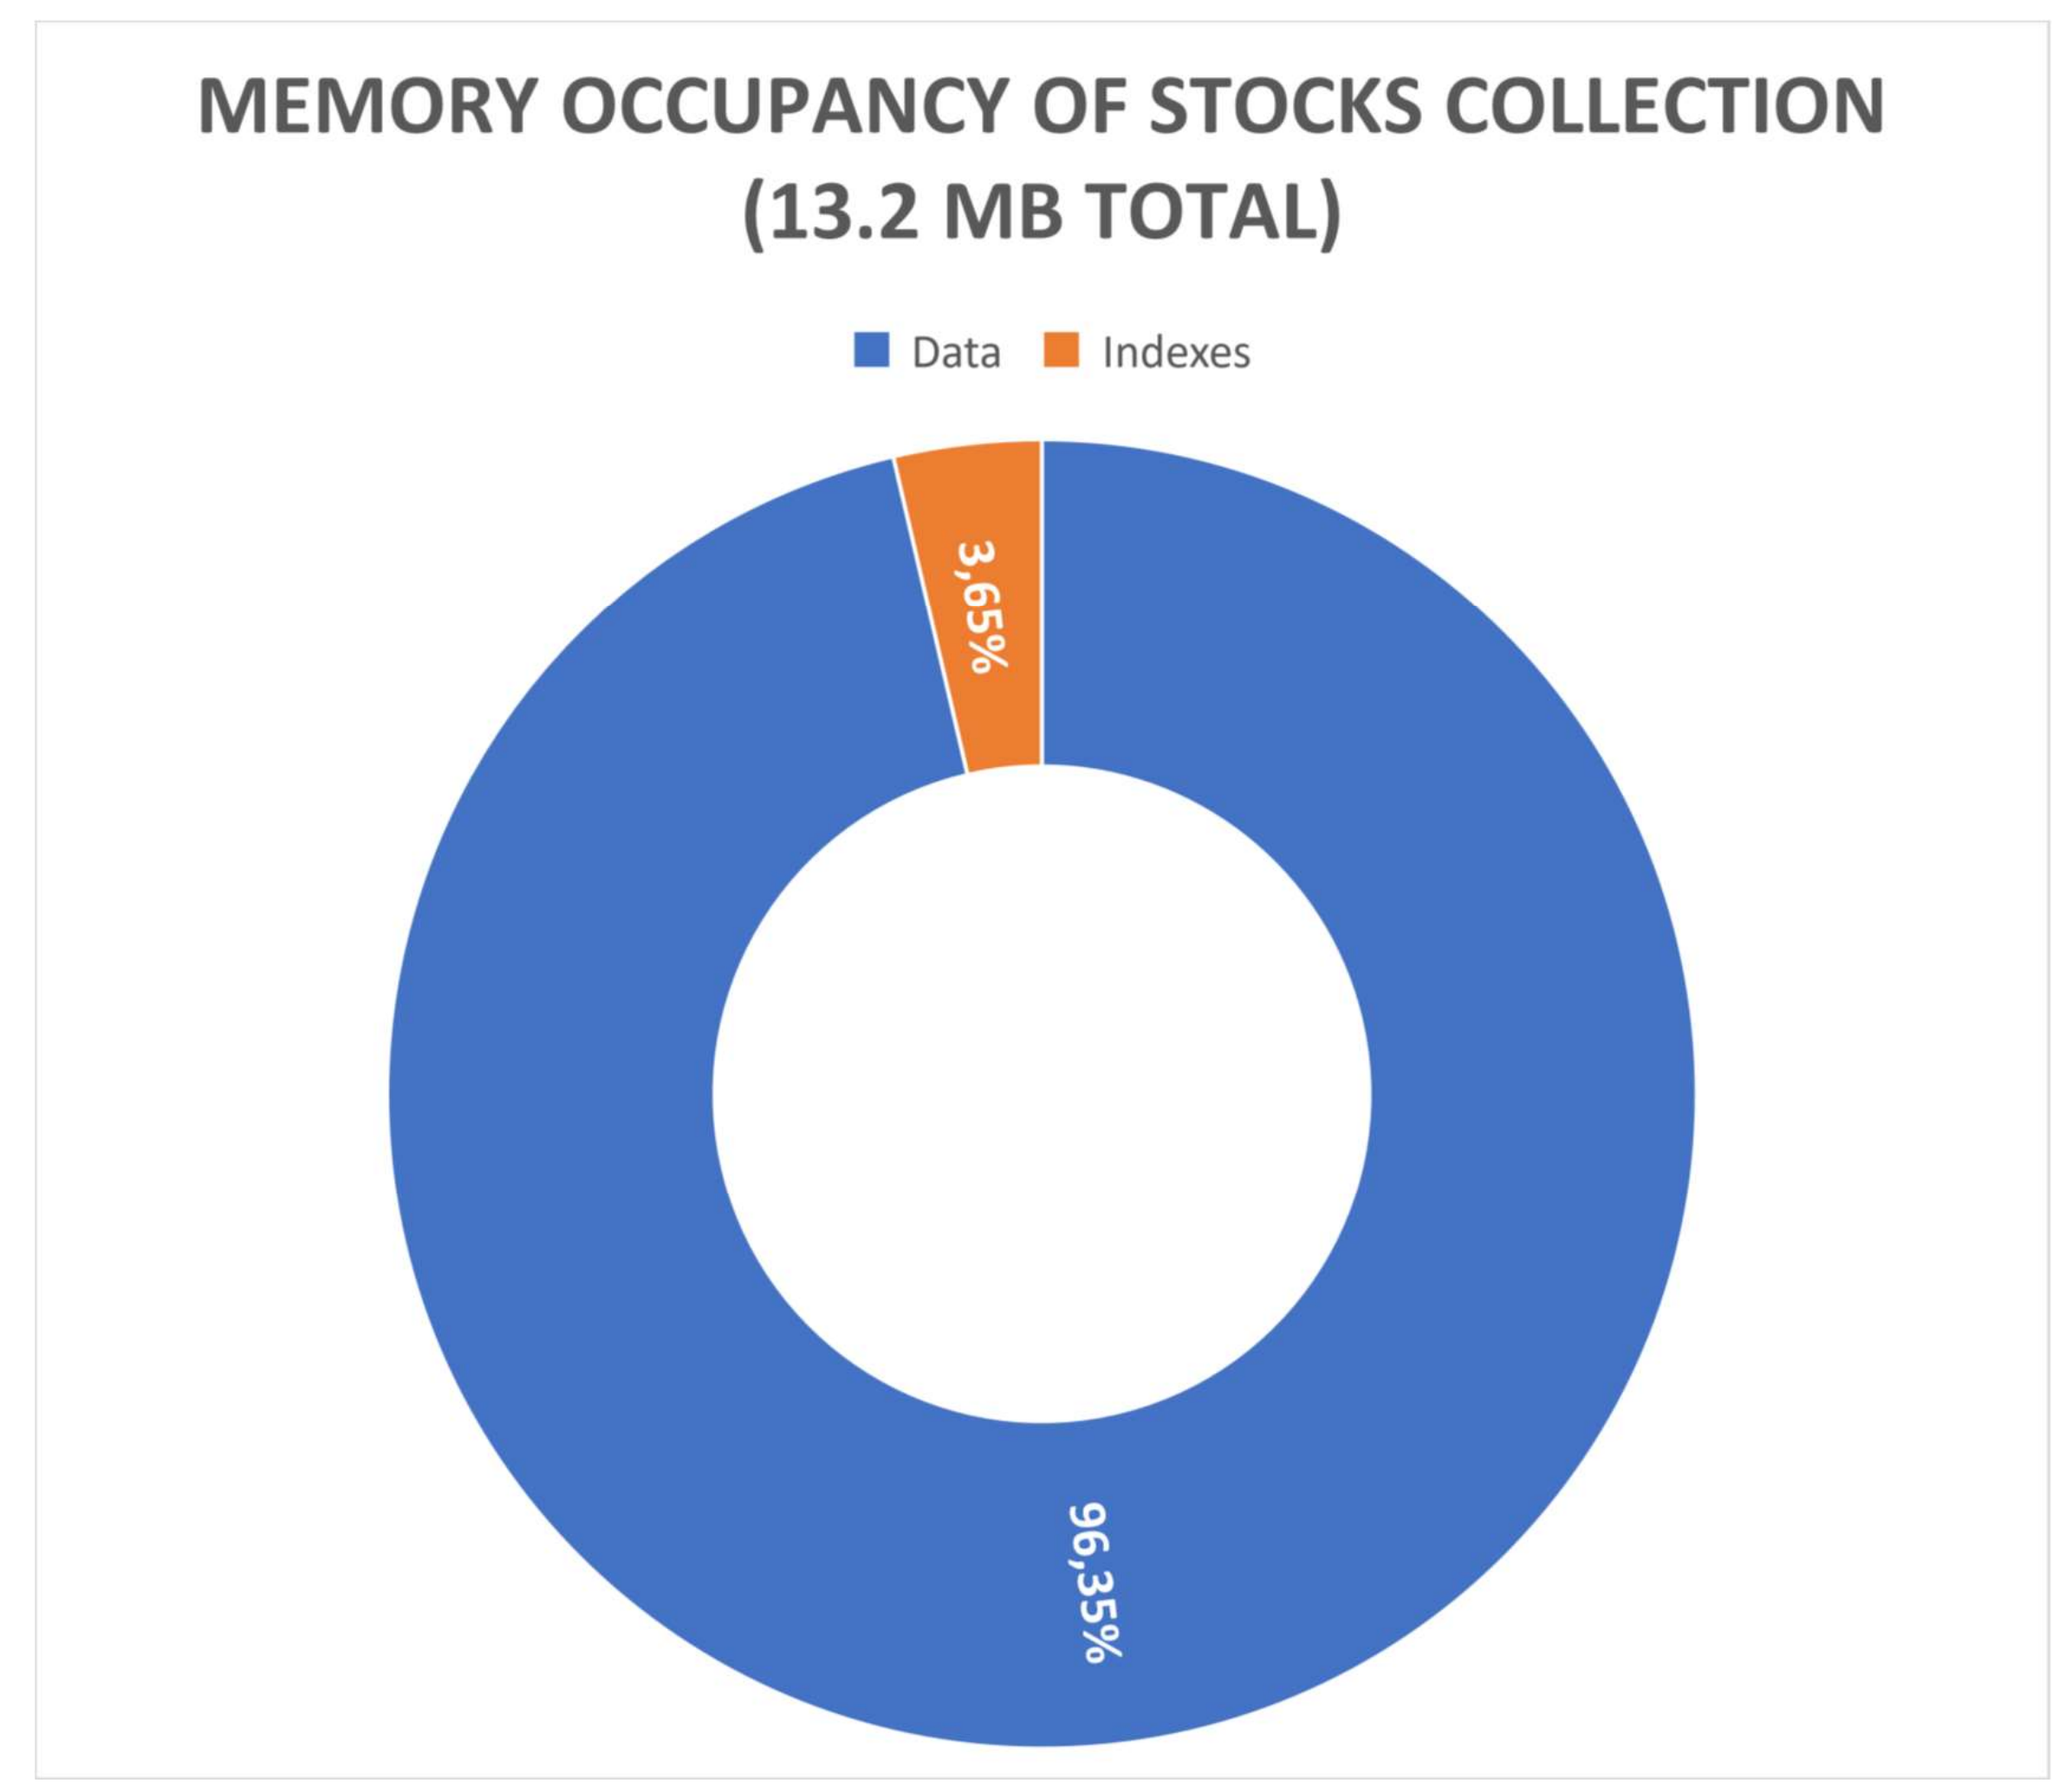 MEMORY OCCUPANCY OF STOCKS COLLECTION
(13.2 MB TOTAL)
Data Indexes
3,65%
96,35%